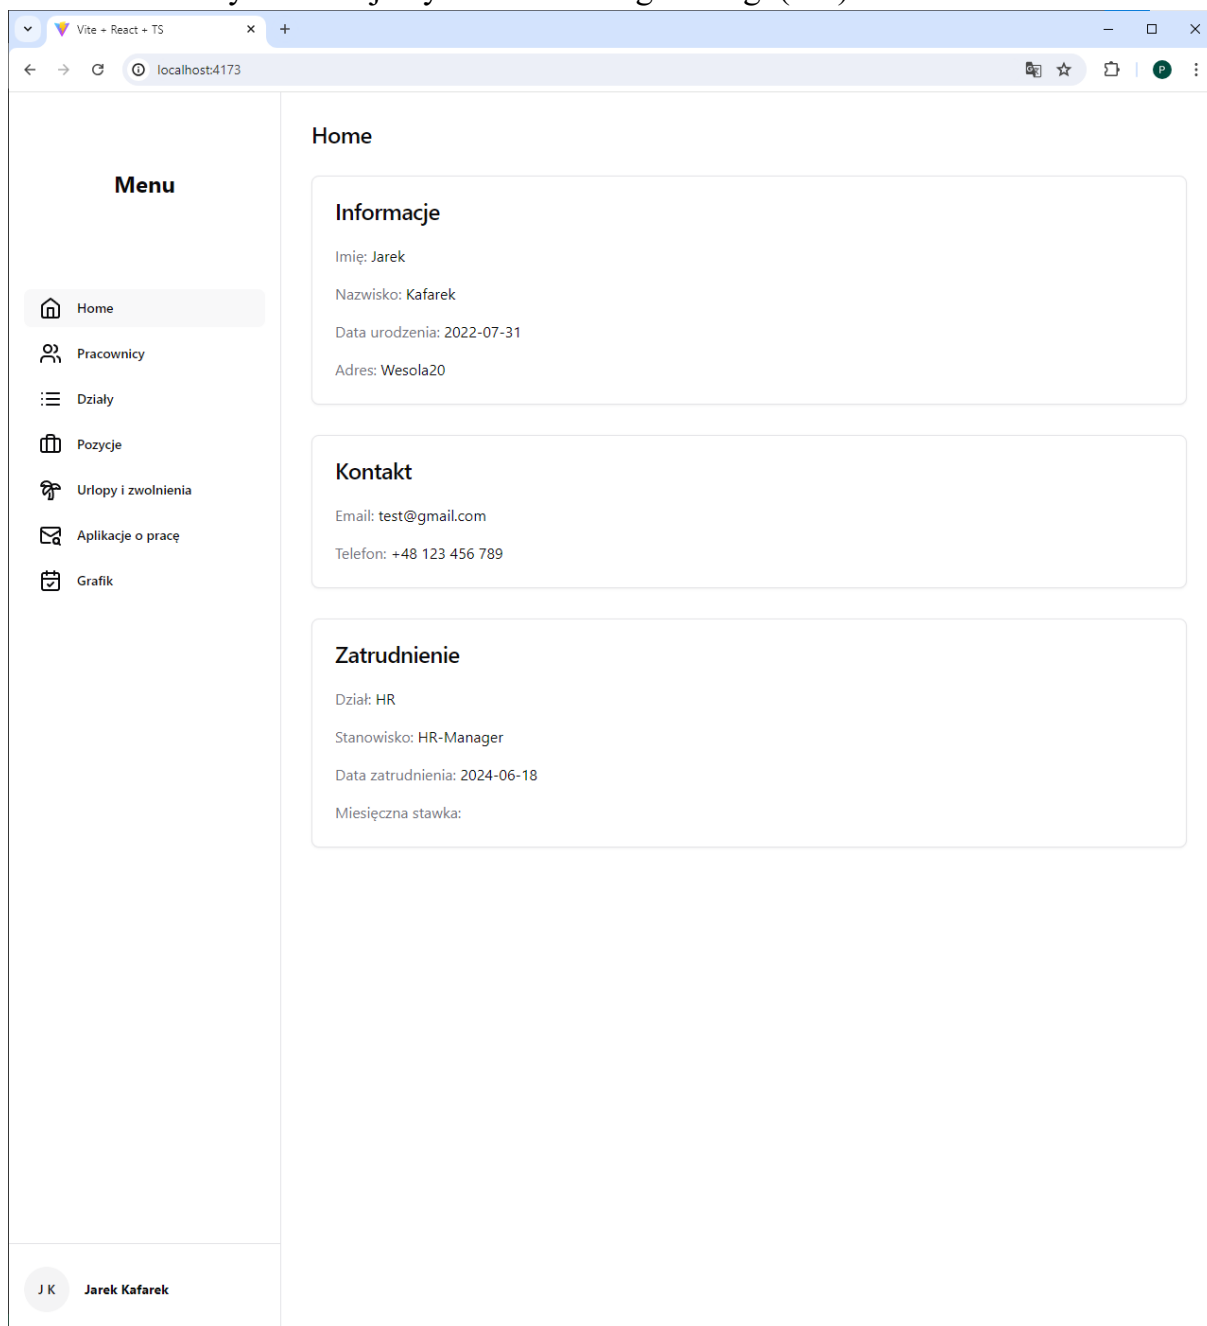 Vite + React + TS
localhost:4173
P
Menu
Home
Pracownicy
Działy
Pozycje
Urlopy i zwolnienia
Aplikacje o pracę
Grafik
J K
Jarek Kafarek
Home
Informacje
Imię: Jarek
Nazwisko: Kafarek
Data urodzenia: 2022-07-31
Adres: Wesola20
Kontakt
Email: test@gmail.com
Telefon: +48 123 456 789
Zatrudnienie
Dział: HR
Stanowisko: HR-Manager
Data zatrudnienia: 2024-06-18
Miesięczna stawka: